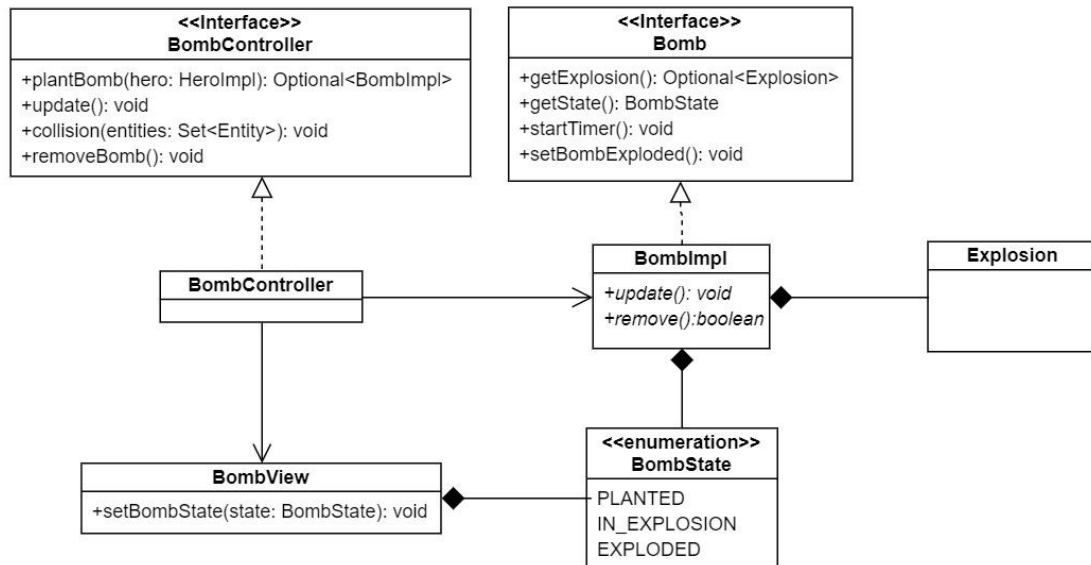 <<Interface>>
BombController
+plantBomb(hero: HeroImpl): Optional<BombImpl>
+update(): void
+collision(entities: Set<Entity>): void
+removeBomb(): void
<<Interface>>
Bomb
+getExplosion(): Optional<Explosion>
+getState(): BombState
+startTimer(): void
+setBombExploded(): void
BombController
BombImpl
+update(): void
+remove():boolean
Explosion
BombView
+setBombState(state: BombState): void
<<enumeration>>
BombState
PLANTED
IN_EXPLOSION
EXPLODED